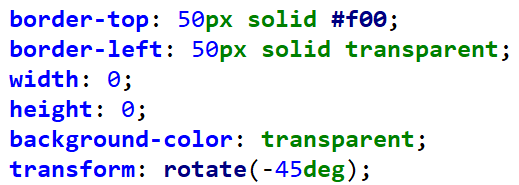 border-top: 50px solid #f00;
border-left: 50px solid transparent;
width: 0;
height: 0;
background-color: transparent;
transform: rotate(-45deg);